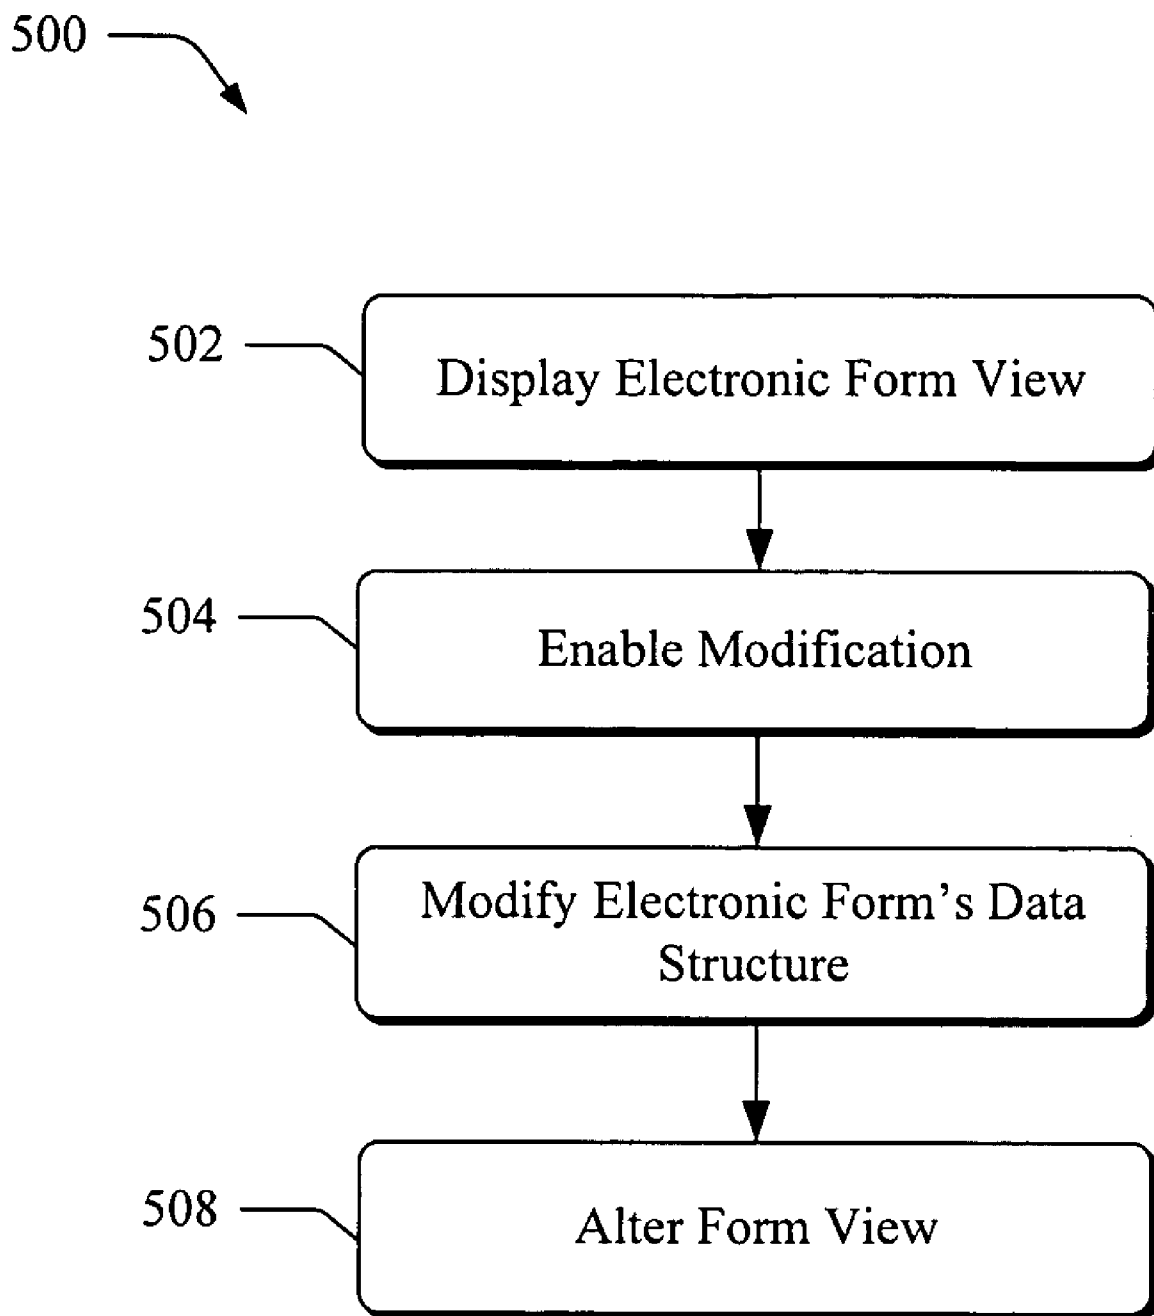 500
502
Display Electronic Form View
504
Enable Modification
506
Modify Electronic Form's Data
Structure
508
Alter Form View